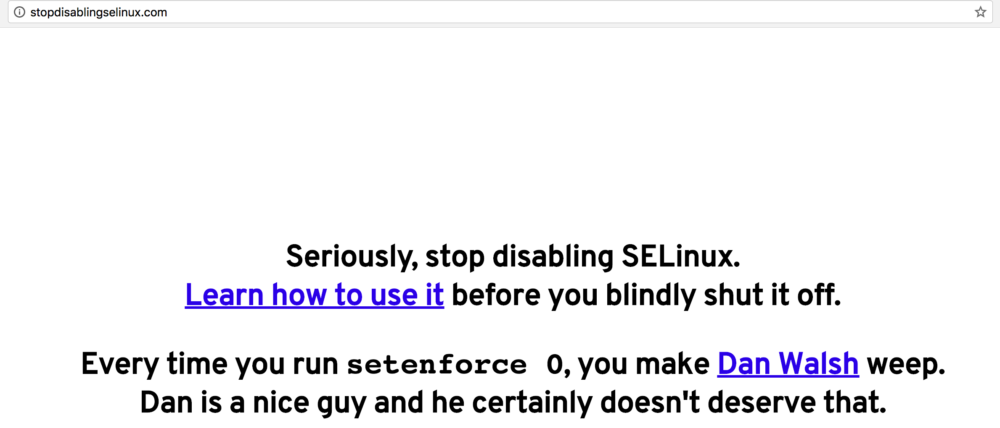 stopdisablingselinux.com
Seriously, stop disabling SELinux.
Learn how to use it before you blindly shut it off.
Every time you run setenforce 0, you make Dan Walsh weep.
Dan is a nice guy and he certainly doesn't deserve that.